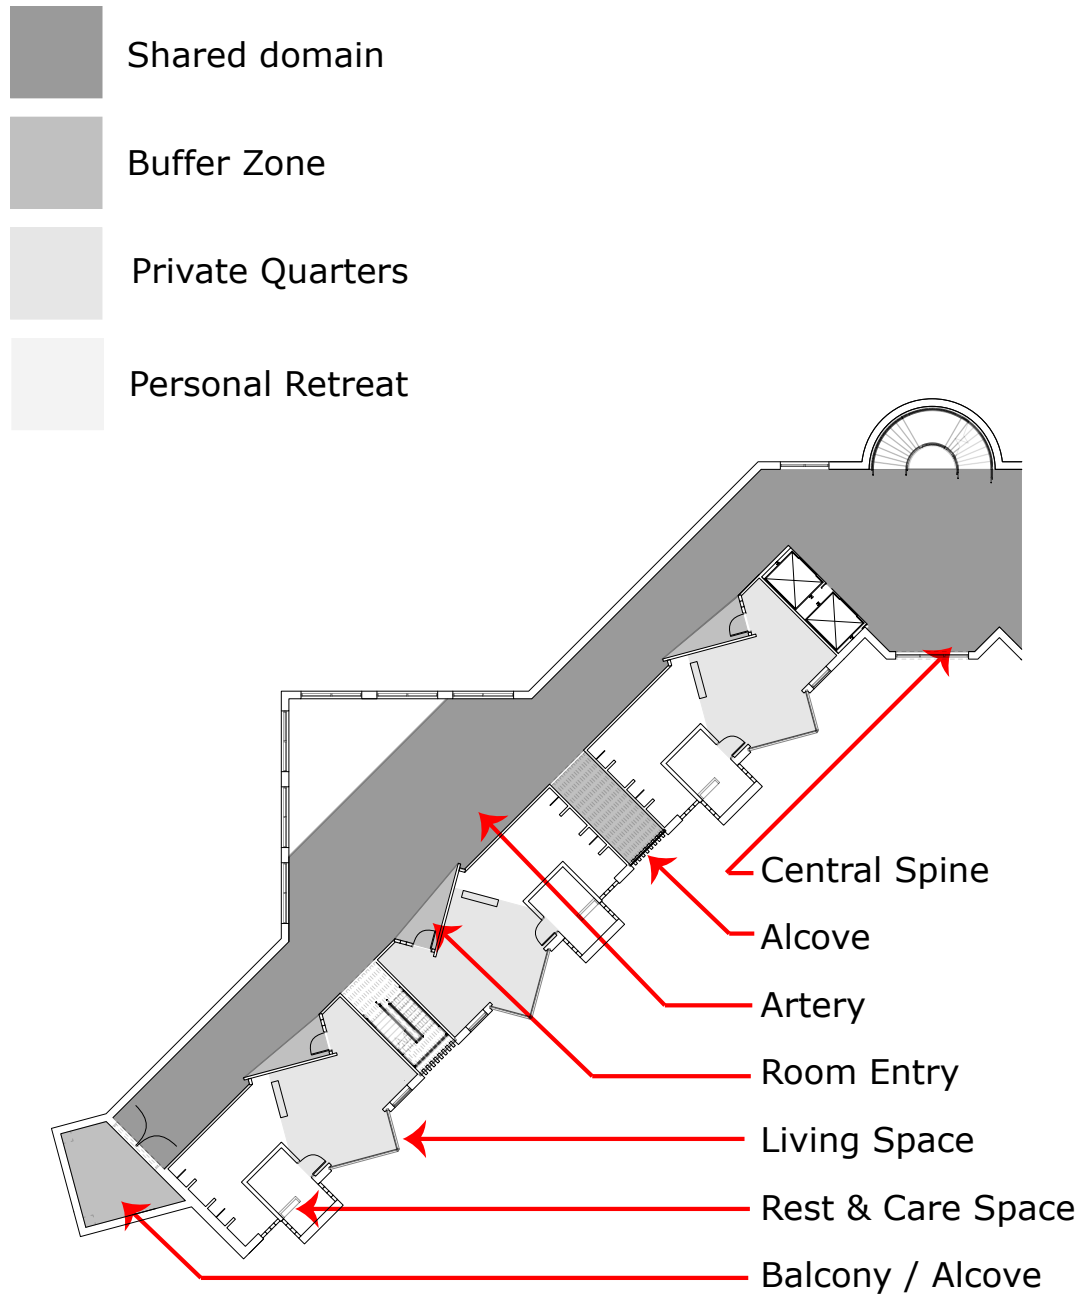 Shared domain
Buffer Zone
Private Quarters
Personal Retreat
Central Spine
Alcove
Artery
Room Entry
Living Space
Rest & Care Space
Balcony / Alcove